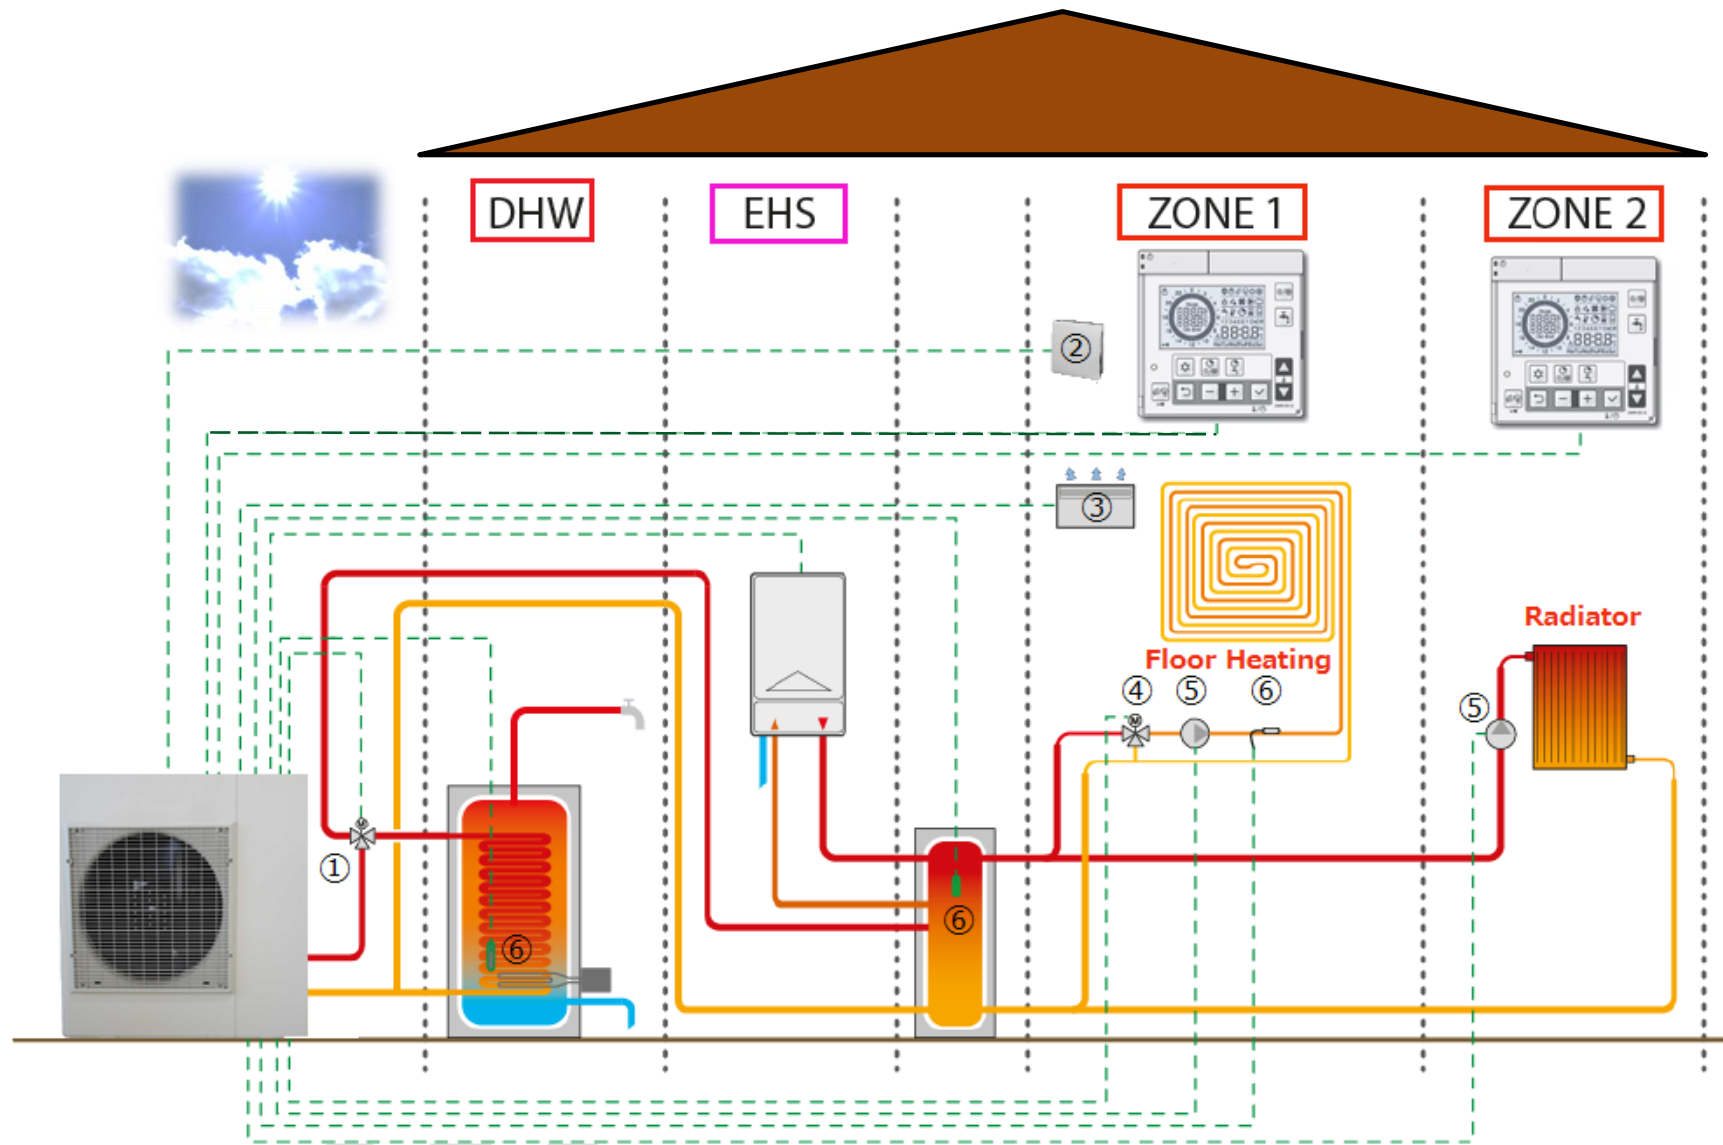 DHW
EHS
ZONE 1
ZONE 2
②
③
Radiator
Floor Heating
④ ⑤ ⑥
⑤
M
M
①
⑥
⑥